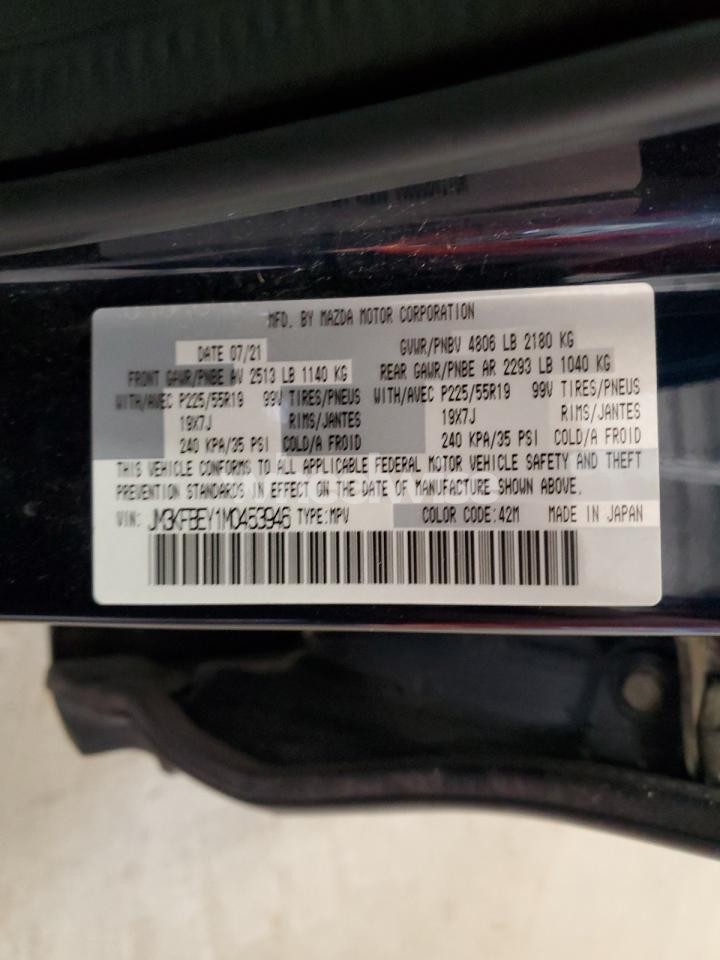 MFD. BY MAZDA MOTOR CORPORATION
DATE 07/21 GVWR/PNBV 4806 LB 2180 KG
FRONT GAWR/PNBE AV 2513 LB 1140 KG REAR GAWR/PNBE AR 2293 LB 1040 KG
WITH/AVEC P225/55R19 99V TIRES/PNEUS WITH/AVEC P225/55R19 99V TIRES/PNEUS
19X7J RIMS/JANTES 19X7J RIMS/JANTES
240 KPA/35 PSI COLD/A FROID 240 KPA/35 PSI COLD/A FROID
THIS VEHICLE CONFORMS TO ALL APPLICABLE FEDERAL MOTOR VEHICLE SAFETY AND THEFT
PREVENTION STANDARDS IN EFFECT ON THE DATE OF MANUFACTURE SHOWN ABOVE.
VIN: JM3KFBEY1M0453946 TYPE:MPV COLOR CODE:42M MADE IN JAPAN